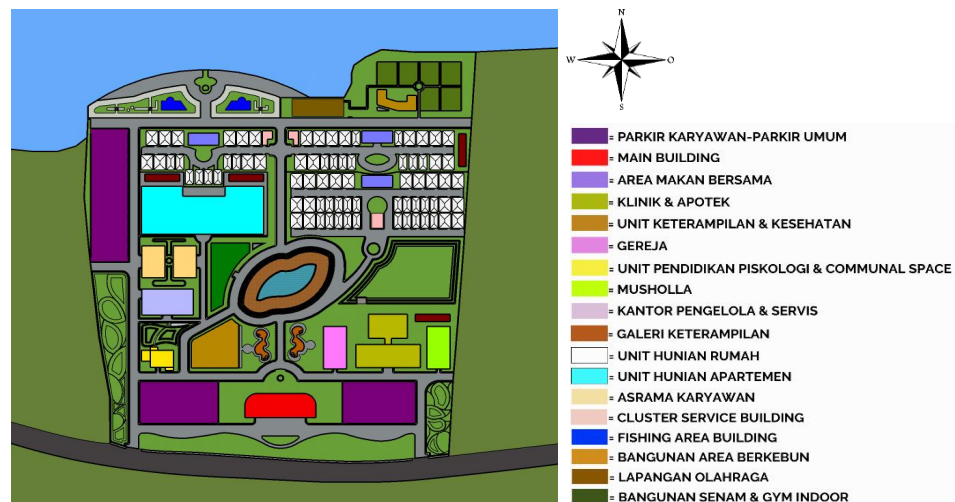 N
W O
S
= PARKIR KARYAWAN-PARKIR UMUM
= MAIN BUILDING
= AREA MAKAN BERSAMA
= KLINIK & APOTEK
= UNIT KETERAMPILAN & KESEHATAN
= GEREJA
= UNIT PENDIDIKAN PISKOLOGI & COMMUNAL SPACE
= MUSHOLLA
= KANTOR PENGELOLA & SERVIS
= GALERI KETERAMPILAN
= UNIT HUNIAN RUMAH
= UNIT HUNIAN APARTEMEN
= ASRAMA KARYAWAN
= CLUSTER SERVICE BUILDING
= FISHING AREA BUILDING
= BANGUNAN AREA BERKEBUN
= LAPANGAN OLAHRAGA
= BANGUNAN SENAM & GYM INDOOR